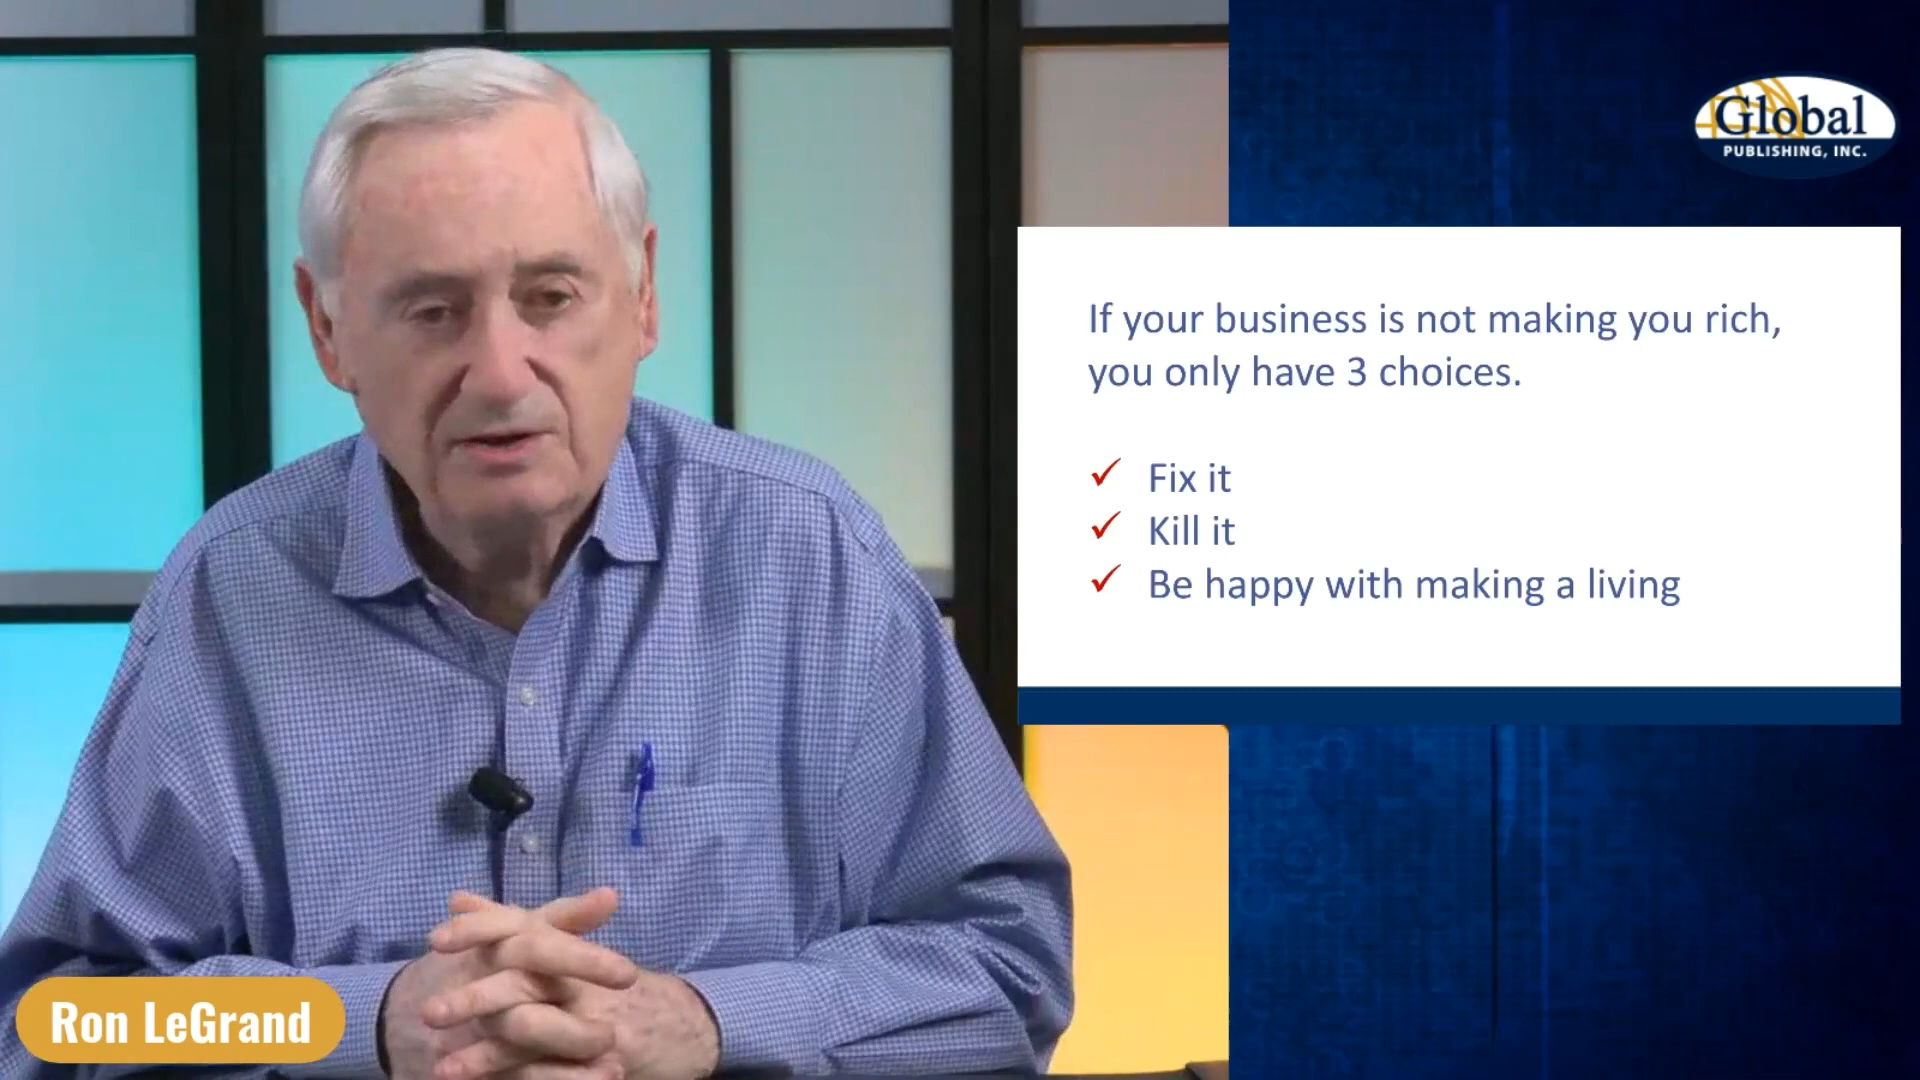 Global
PUBLISHING, INC.
If your business is not making you rich,
you only have 3 choices.
✓ Fix it
✓ Kill it
✓ Be happy with making a living
Ron LeGrand